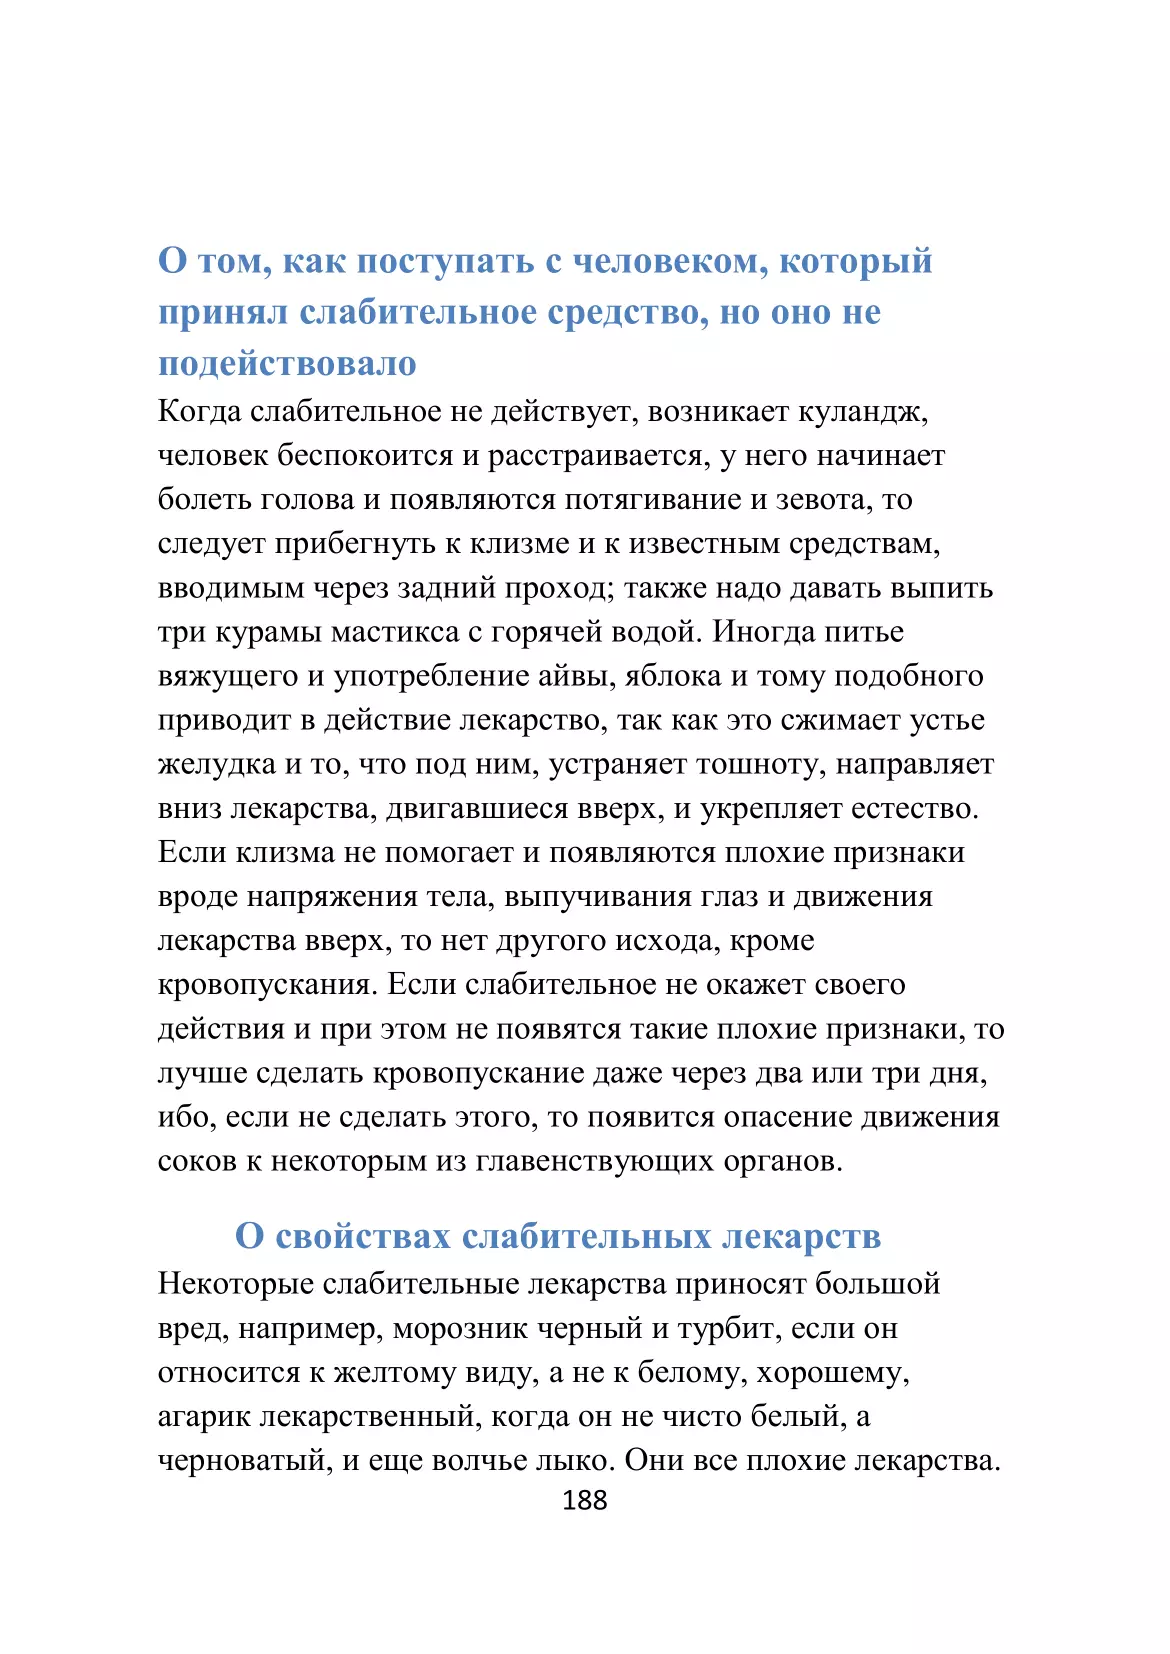 О том, как поступать с человеком, который
принял слабительное средство, но оно не
подействовало
Когда слабительное не действует, возникает куландж,
человек беспокоится и расстраивается, у него начинает
болеть голова и появляются потягивание и зевота, то
следует прибегнуть к клизме и к известным средствам,
вводимым через задний проход; также надо давать выпить
три курамы мастикса с горячей водой. Иногда питье
вяжущего и употребление айвы, яблока и тому подобного
приводит в действие лекарство, так как это сжимает устье
желудка и то, что под ним, устраняет тошноту, направляет
вниз лекарства, двигавшиеся вверх, и укрепляет естество.
Если клизма не помогает и появляются плохие признаки
вроде напряжения тела, выпучивания глаз и движения
лекарства вверх, то нет другого исхода, кроме
кровопускания. Если слабительное не окажет своего
действия и при этом не появятся такие плохие признаки, то
лучше сделать кровопускание даже через два или три дня,
ибо, если не сделать этого, то появится опасение движения
соков к некоторым из главенствующих органов.
О свойствах слабительных лекарств
Некоторые слабительные лекарства приносят большой
вред, например, морозник черный и турбит, если он
относится к желтому виду, а не к белому, хорошему,
агарик лекарственный, когда он не чисто белый, а
черноватый, и еще волчье лыко. Они все плохие лекарства.
188